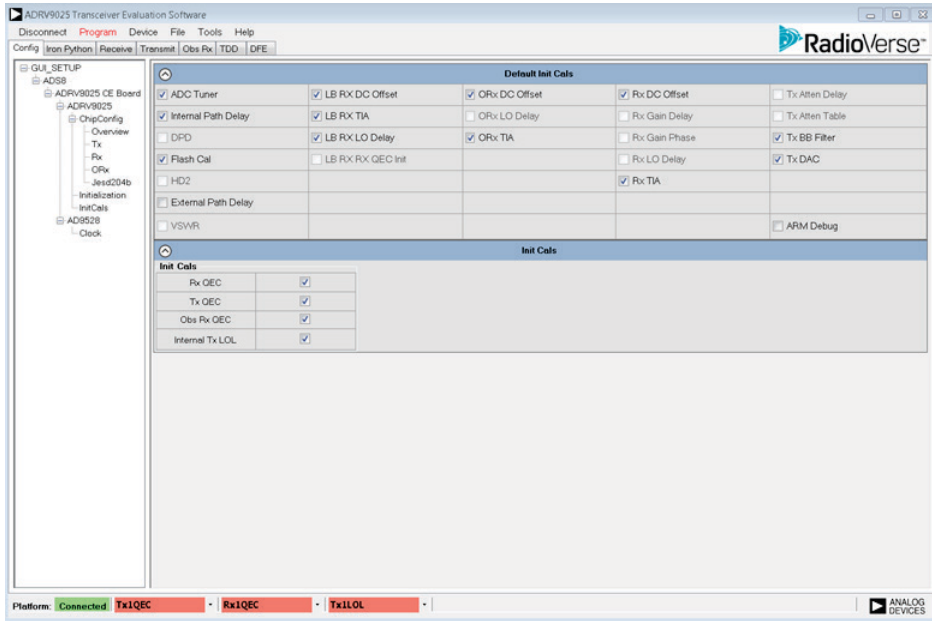 ADRV9025 Transceiver Evaluation Software
Disconnect Program Device File Tools Help
RadioVerse™
Config Iron Python Receive Transmit Obs Rx TDD DFE
GUI_SETUP
ADS8
ADRV9025 CE Board
ADRV9025
ChipConfig
Overview
Tx
Rx
ORx
Jesd204b
Initialization
InitCals
AD9528
Clock
Default Init Cals
ADC Tuner LB RX DC Offset ORx DC Offset Rx DC Offset Tx Atten Delay
Internal Path Delay LB RX TIA ORx LO Delay Rx Gain Delay Tx Atten Table
DPD LB RX LO Delay ORx TIA Rx Gain Phase Tx BB Filter
Flash Cal LB RX RX QEC Init Rx LO Delay Tx DAC
HD2 Rx TIA
External Path Delay
VSWR ARM Debug
Init Cals
Init Cals
Rx QEC
Tx QEC
Obs Rx QEC
Internal Tx LOL
Platform: Connected Tx1QEC - Rx1QEC - Tx1LOL -
ANALOG
DEVICES